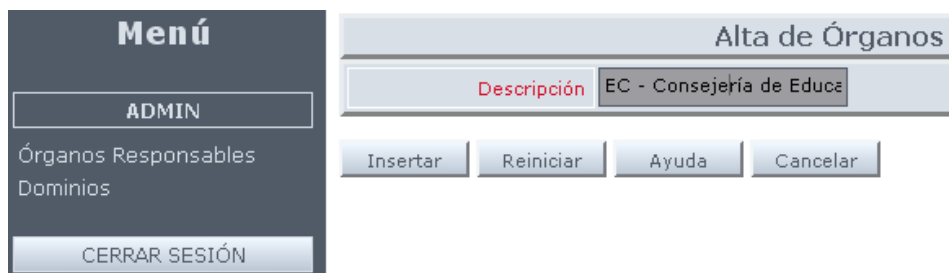 Menú
ADMIN
Órganos Responsables
Dominios
CERRAR SESIÓN
Alta de Órganos
Descripción EC - Consejería de Educa
Insertar Reiniciar Ayuda Cancelar